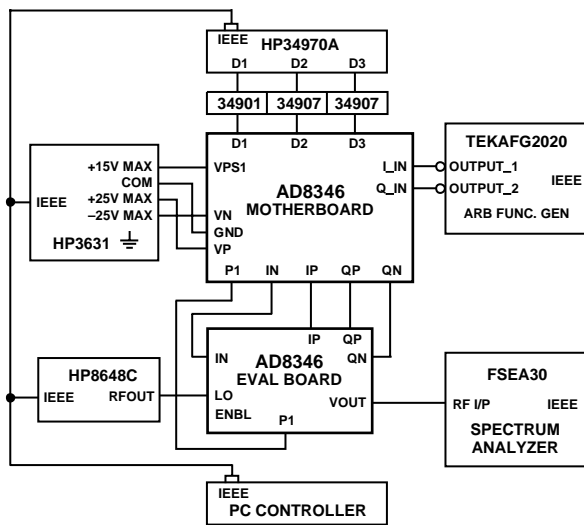 IEEE
HP34970A
D1 D2 D3
34901 34907 34907
D1 D2 D3
+15V MAX
COM
+25V MAX
–25V MAX
IEEE
HP3631
VPS1
VN
GND
VP
I_IN
Q_IN
AD8346
MOTHERBOARD
P1 IN IP QP QN
TEKAFG2020
OUTPUT_1
IEEE
OUTPUT_2
ARB FUNC. GEN
IP QP
IN
QN
AD8346
EVAL BOARD
LO
ENBL
VOUT
P1
HP8648C
IEEE RFOUT
FSEA30
RF I/P IEEE
SPECTRUM
ANALYZER
IEEE
PC CONTROLLER